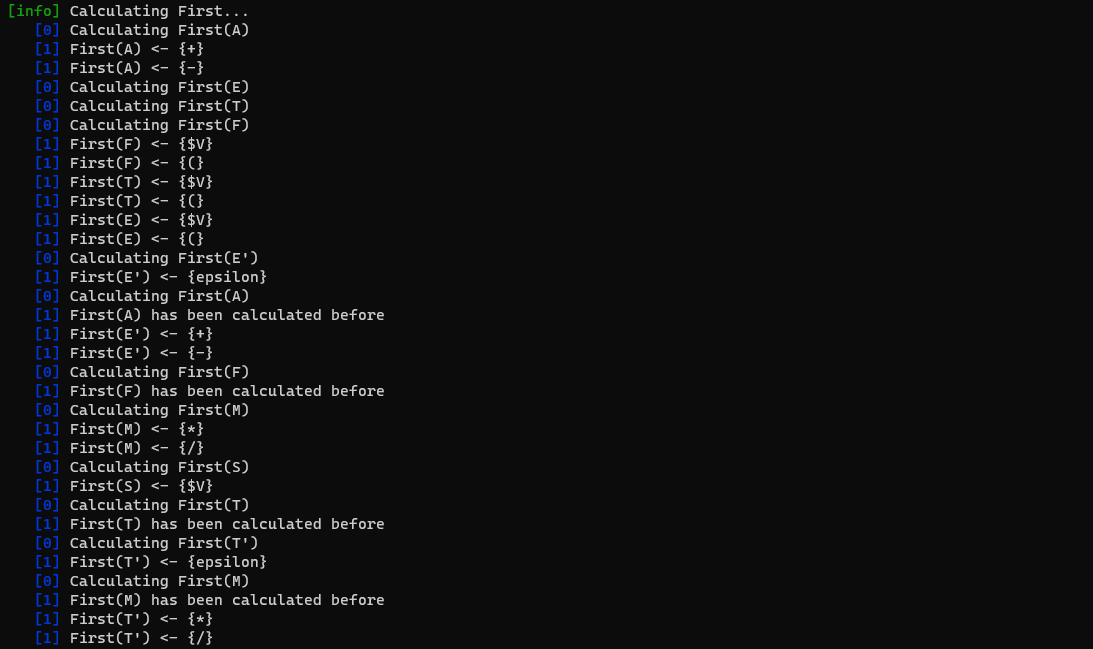 [info] Calculating First...
[0] Calculating First(A)
[1] First(A) <- {+}
[1] First(A) <- {-}
[0] Calculating First(E)
[0] Calculating First(T)
[0] Calculating First(F)
[1] First(F) <- {$V}
[1] First(F) <- {(}
[1] First(T) <- {$V}
[1] First(T) <- {(}
[1] First(E) <- {$V}
[1] First(E) <- {(}
[0] Calculating First(E')
[1] First(E') <- {epsilon}
[0] Calculating First(A)
[1] First(A) has been calculated before
[1] First(E') <- {+}
[1] First(E') <- {-}
[0] Calculating First(F)
[1] First(F) has been calculated before
[0] Calculating First(M)
[1] First(M) <- {*}
[1] First(M) <- {/}
[0] Calculating First(S)
[1] First(S) <- {$V}
[0] Calculating First(T)
[1] First(T) has been calculated before
[0] Calculating First(T')
[1] First(T') <- {epsilon}
[0] Calculating First(M)
[1] First(M) has been calculated before
[1] First(T') <- {*}
[1] First(T') <- {/}